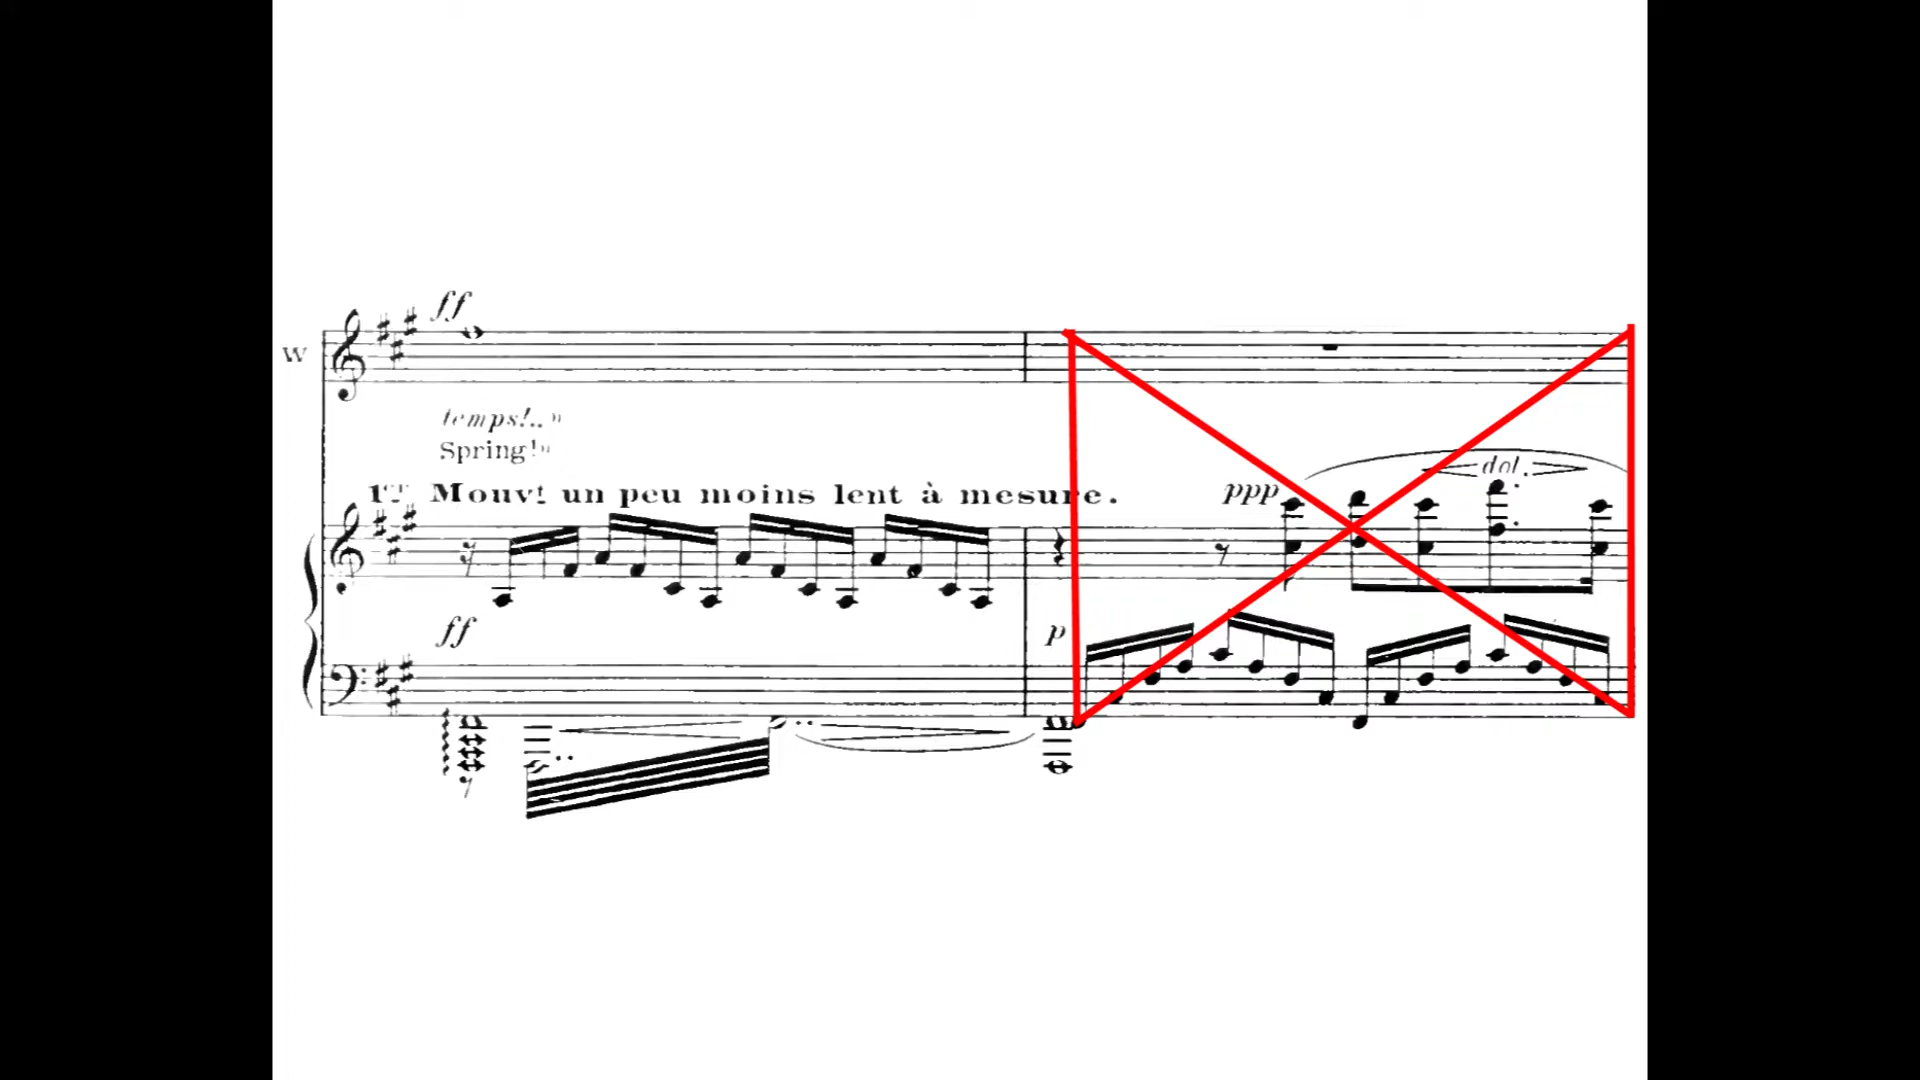 ff
W
temps!.. »
Spring!"
1er Mouvt un peu moins lent à mesure.
ppp
dol.
ff
p